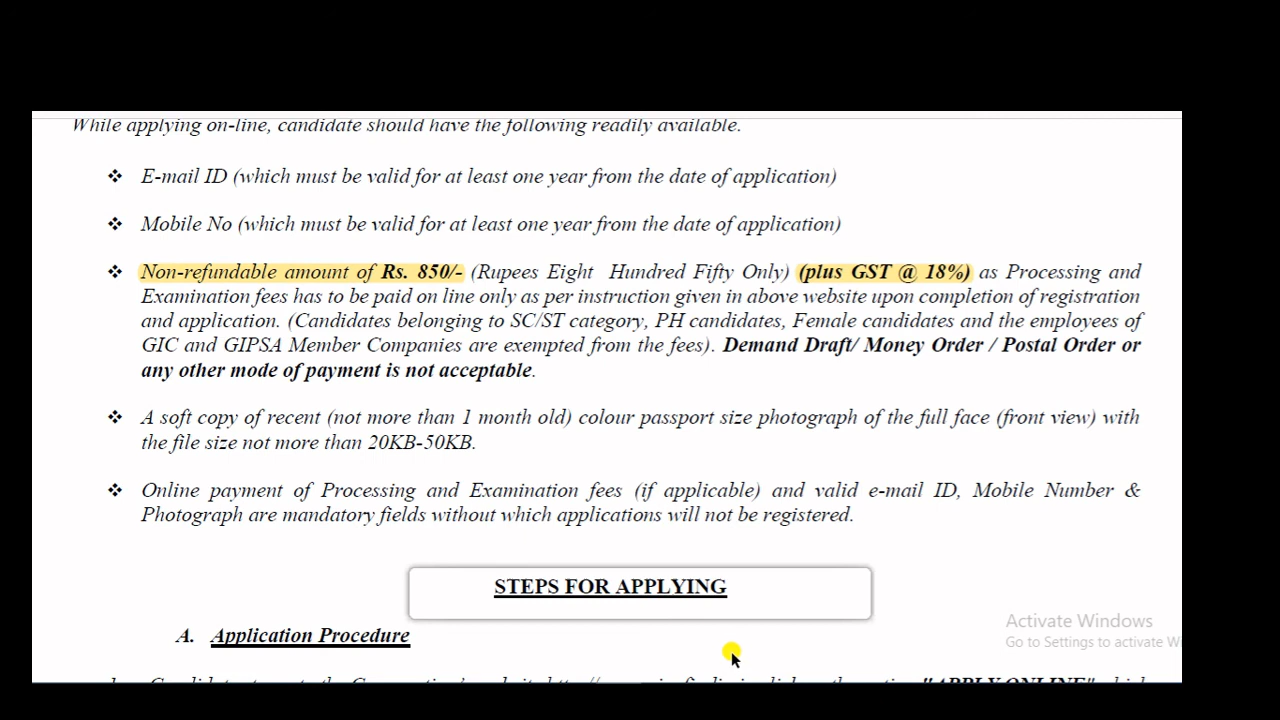 While applying on-line, candidate should have the following readily available.
❖ E-mail ID (which must be valid for at least one year from the date of application)
❖ Mobile No (which must be valid for at least one year from the date of application)
❖ Non-refundable amount of Rs. 850/- (Rupees Eight Hundred Fifty Only) (plus GST @ 18%) as Processing and
Examination fees has to be paid on line only as per instruction given in above website upon completion of registration
and application. (Candidates belonging to SC/ST category, PH candidates, Female candidates and the employees of
GIC and GIPSA Member Companies are exempted from the fees). Demand Draft/ Money Order / Postal Order or
any other mode of payment is not acceptable.
❖ A soft copy of recent (not more than 1 month old) colour passport size photograph of the full face (front view) with
the file size not more than 20KB-50KB.
❖ Online payment of Processing and Examination fees (if applicable) and valid e-mail ID, Mobile Number &
Photograph are mandatory fields without which applications will not be registered.
STEPS FOR APPLYING
Activate Windows
Go to Settings to activate
A. Application Procedure
"APPLY ONLINE"